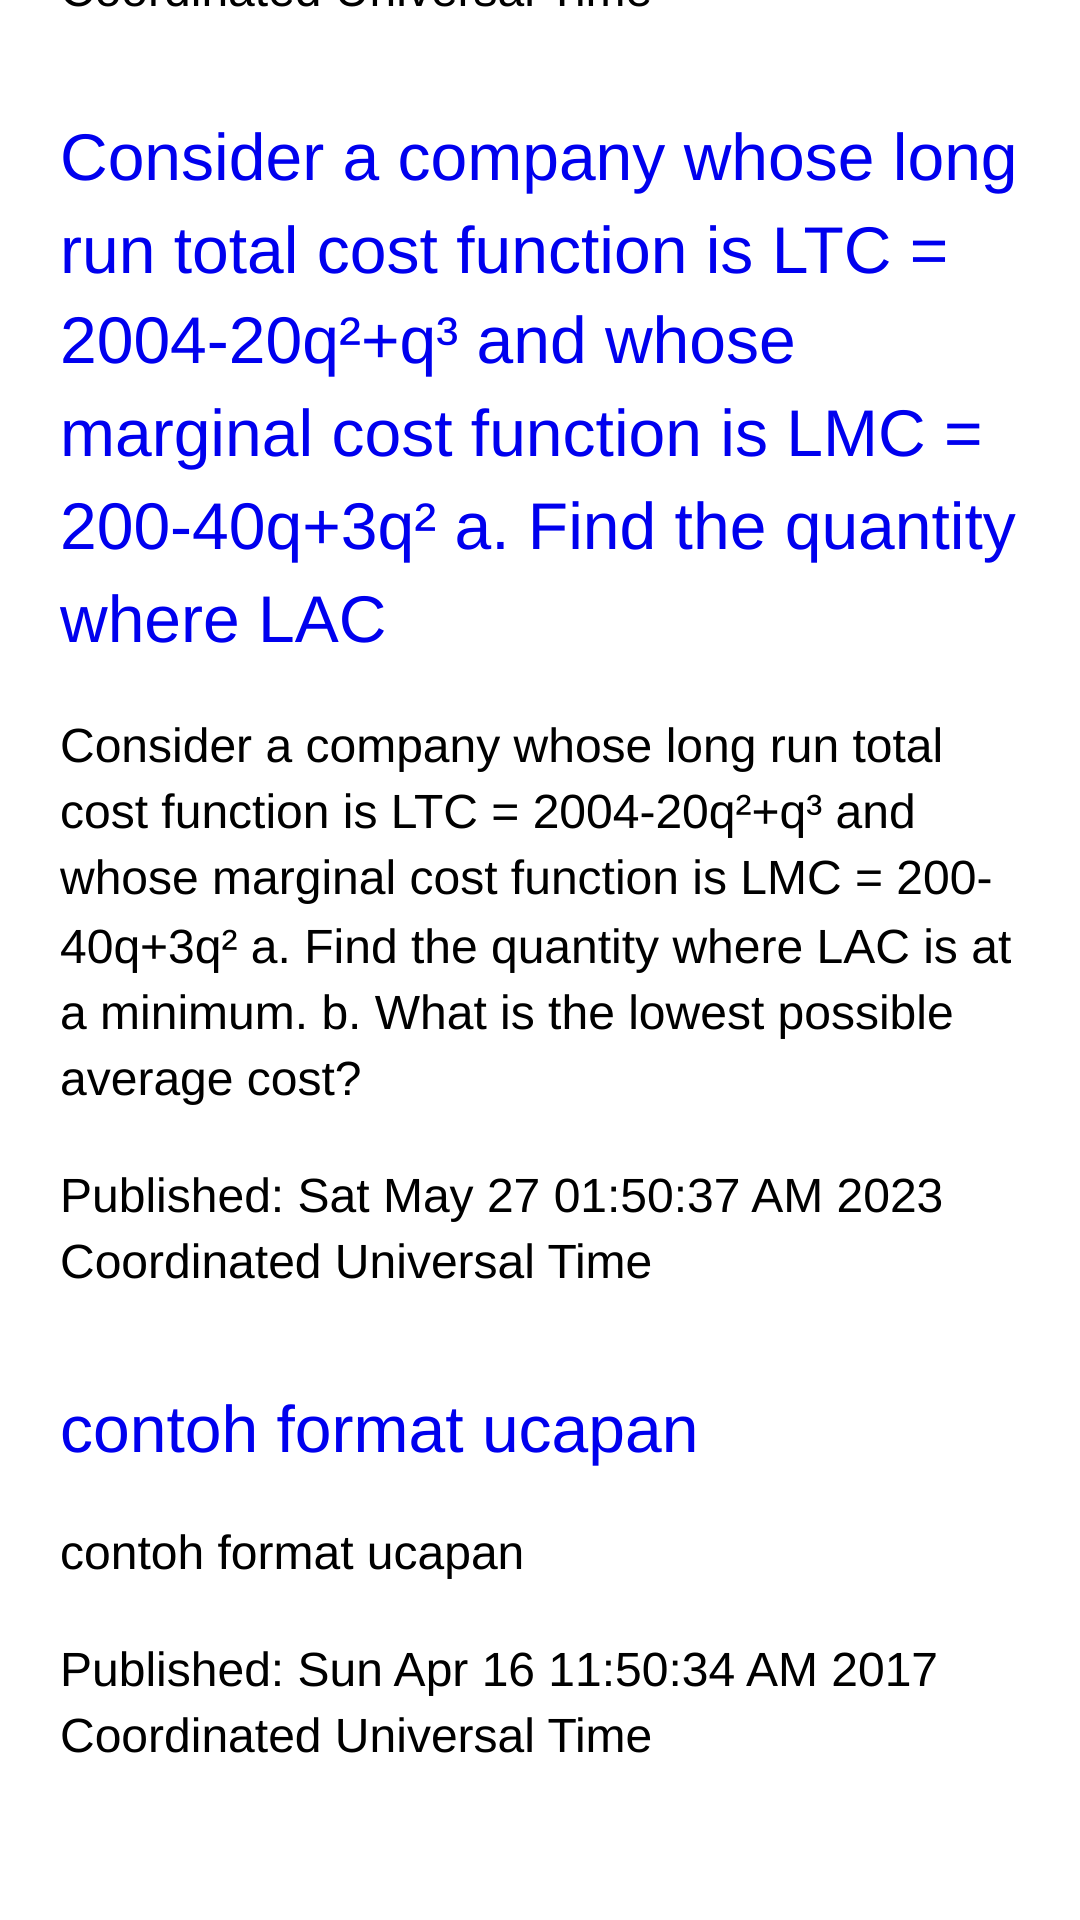 Coordinated Universal Time
Consider a company whose long
run total cost function is LTC =
2004-20q²+q³ and whose
marginal cost function is LMC =
200-40q+3q² a. Find the quantity
where LAC
Consider a company whose long run total
cost function is LTC = 2004-20q²+q³ and
whose marginal cost function is LMC = 200-
40q+3q² a. Find the quantity where LAC is at
a minimum. b. What is the lowest possible
average cost?
Published: Sat May 27 01:50:37 AM 2023
Coordinated Universal Time
contoh format ucapan
contoh format ucapan
Published: Sun Apr 16 11:50:34 AM 2017
Coordinated Universal Time